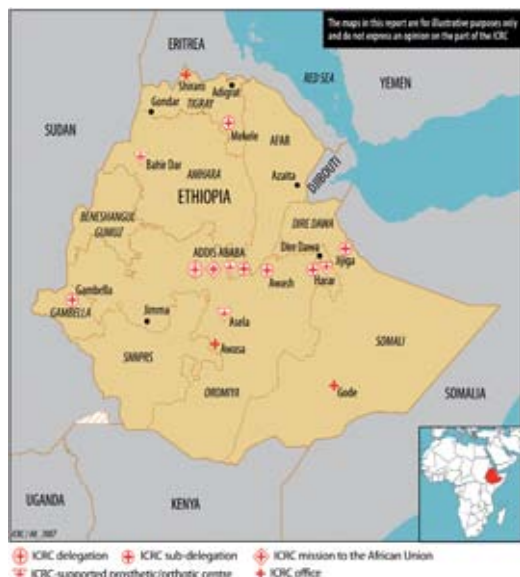 The maps in this report are for illustrative purposes only
and do not express an opinion on the part of the ICRC
ERITREA
RED SEA
YEMEN
SUDAN
Shiraro
Adigrat
Gondar
TIGRAY
Mekele
AFAR
Bahir Dar
AMHARA
Azaita
DJIBOUTI
ETHIOPIA
BENESHANGUL
GUMUZ
DIRE DAWA
ADDIS ABABA
Dire Dawa
Jijiga
Awash
Harar
Gambella
GAMBELLA
Jimma
Asela
SNNPRS
Awasa
SOMALI
OROMIYA
Gode
SOMALIA
UGANDA
KENYA
ICRC / AR_2007
ICRC delegation
ICRC sub-delegation
ICRC mission to the African Union
ICRC-supported prosthetic/orthotic centre
ICRC office